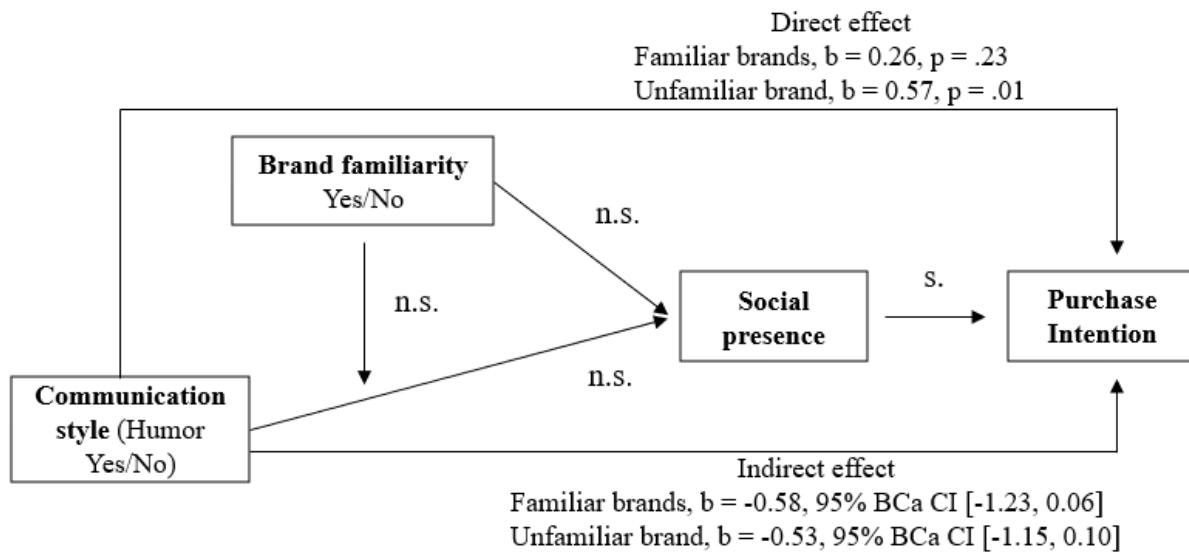 Direct effect
Familiar brands, b = 0.26, p = .23
Unfamiliar brand, b = 0.57, p = .01
Brand familiarity
Yes/No
n.s.
n.s.
Social
presence
s.
Purchase
Intention
n.s.
Communication
style (Humor
Yes/No)
Indirect effect
Familiar brands, b = -0.58, 95% BCa CI [-1.23, 0.06]
Unfamiliar brand, b = -0.53, 95% BCa CI [-1.15, 0.10]